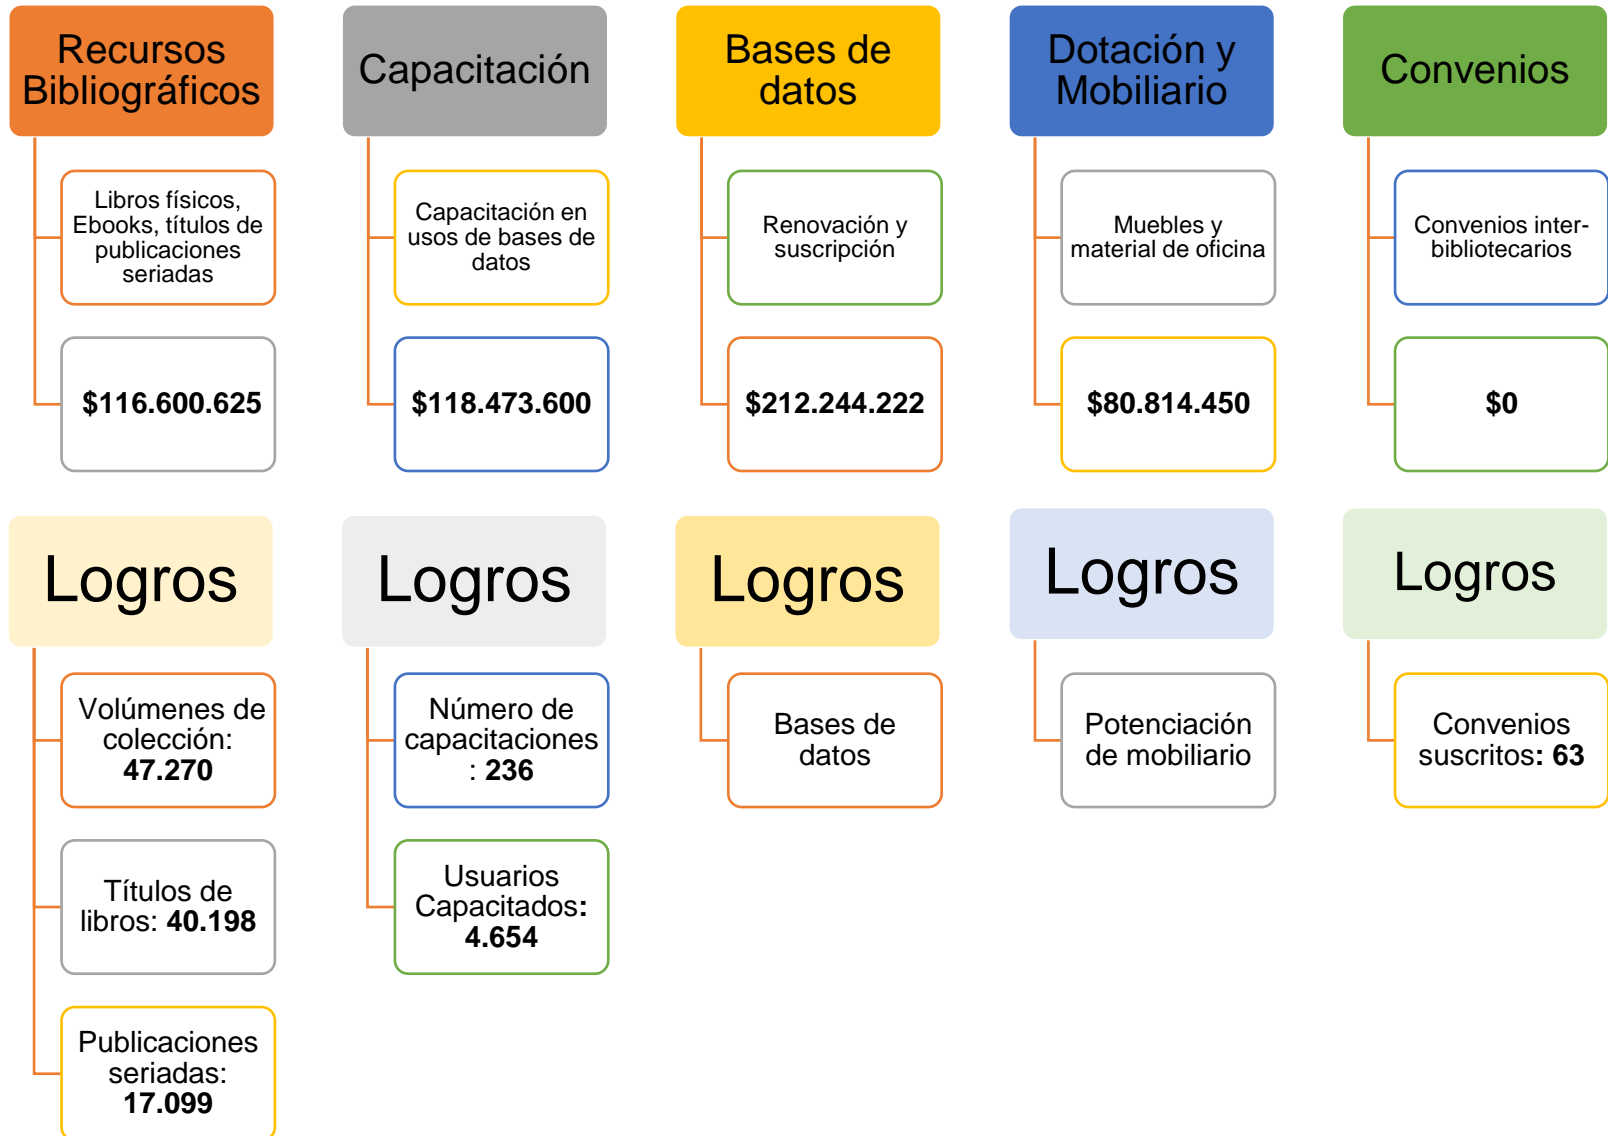 Recursos
Bibliográficos
Libros físicos,
Ebooks, títulos de
publicaciones
seriadas
$116.600.625
Capacitación
Capacitación en
usos de bases de
datos
$118.473.600
Bases de
datos
Renovación y
suscripción
$212.244.222
Dotación y
Mobiliario
Muebles y
material de oficina
$80.814.450
Convenios
Convenios inter-
bibliotecarios
$0
Logros
Volúmenes de
colección:
47.270
Títulos de
libros: 40.198
Publicaciones
seriadas:
17.099
Logros
Número de
capacitaciones
: 236
Usuarios
Capacitados:
4.654
Logros
Bases de
datos
Logros
Potenciación
de mobiliario
Logros
Convenios
suscritos: 63